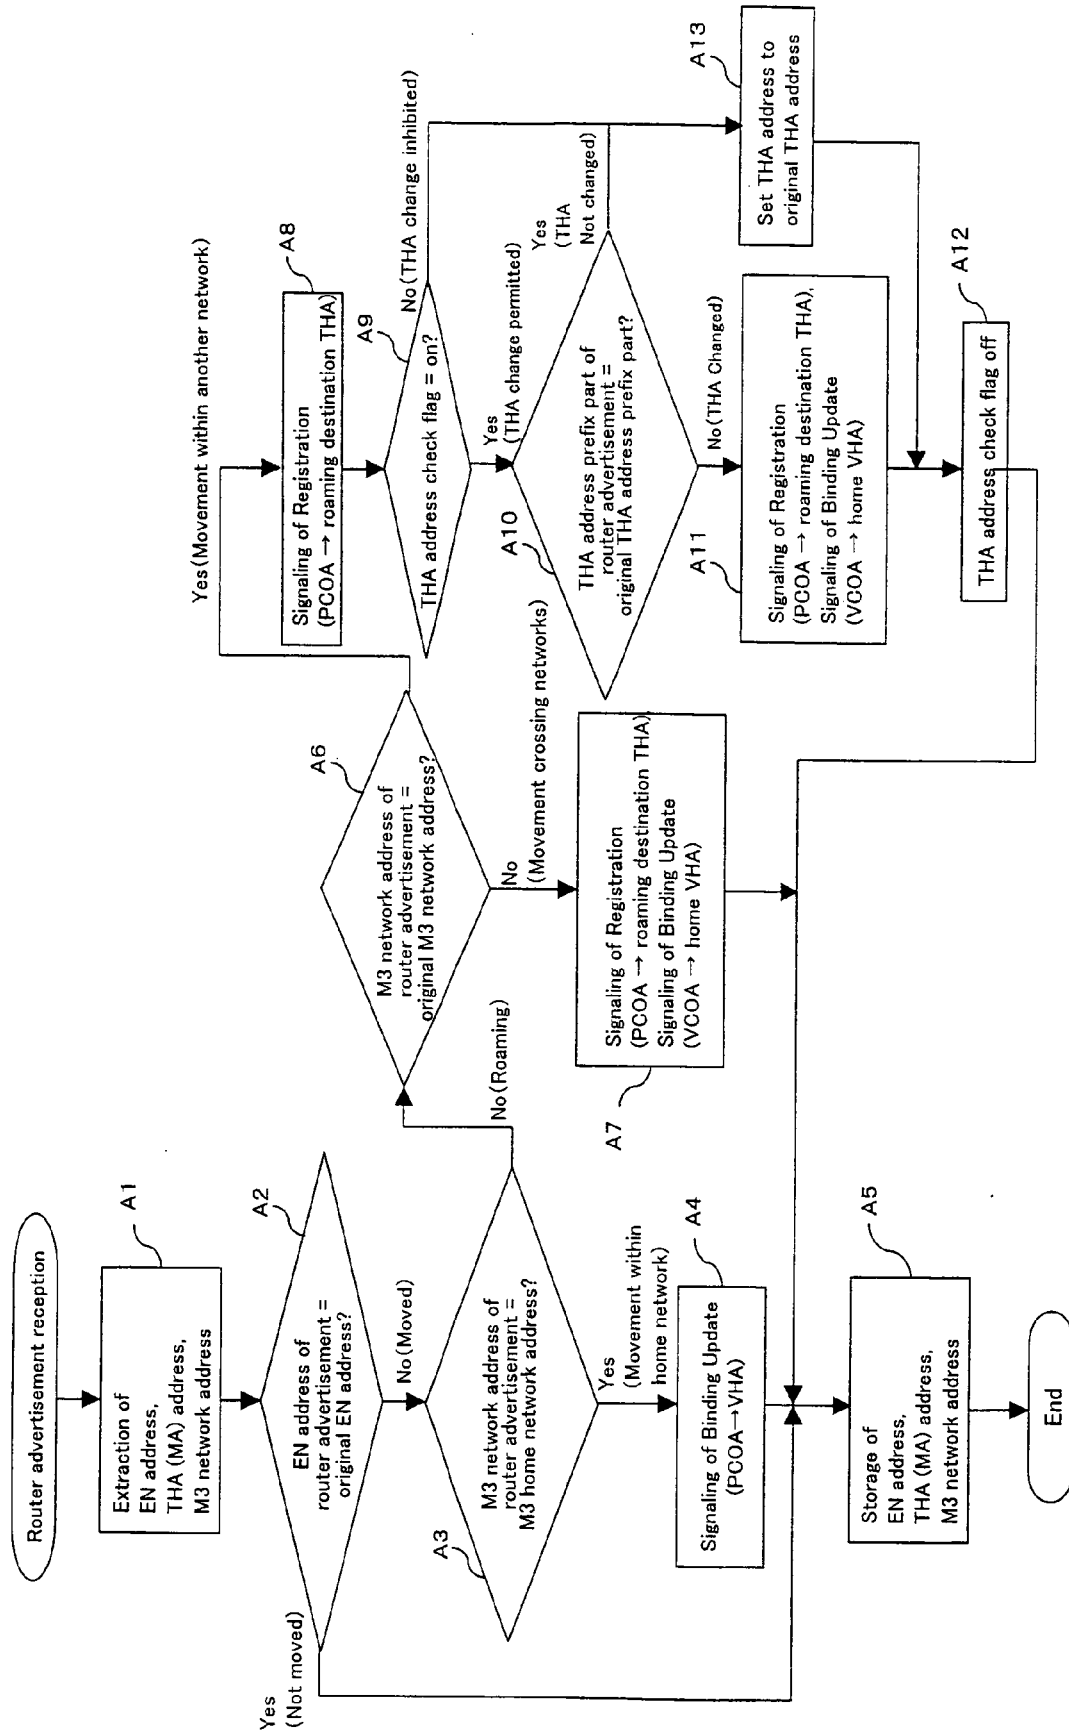 Router advertisement reception
A1
Extraction of
EN address,
THA (MA) address,
M3 network address
A2
EN address of
router advertisement =
original EN address?
Yes
(Not moved)
No(Moved)
A3
M3 network address of
router advertisement =
M3 home network address?
No(Roaming)
Yes
(Movement within
home network)
A4
Signaling of Binding Update
(PCOA→VHA)
A5
Storage of
EN address,
THA (MA) address,
M3 network address
End
A6
M3 network address of
router advertisement =
original M3 network address?
Yes(Movement within another network)
No
(Movement crossing networks)
A7
Signaling of Registration
(PCOA → roaming destination THA),
Signaling of Binding Update
(VCOA → home VHA)
A8
Signaling of Registration
(PCOA → roaming destination THA)
A9
THA address check flag = on?
No(THA change inhibited)
Yes
(THA change permitted)
A10
THA address prefix part of
router advertisement =
original THA address prefix part?
Yes
(THA
Not changed)
No(THA Changed)
A11
Signaling of Registration
(PCOA → roaming destination THA),
Signaling of Binding Update
(VCOA → home VHA)
A12
THA address check flag off
A13
Set THA address to
original THA address